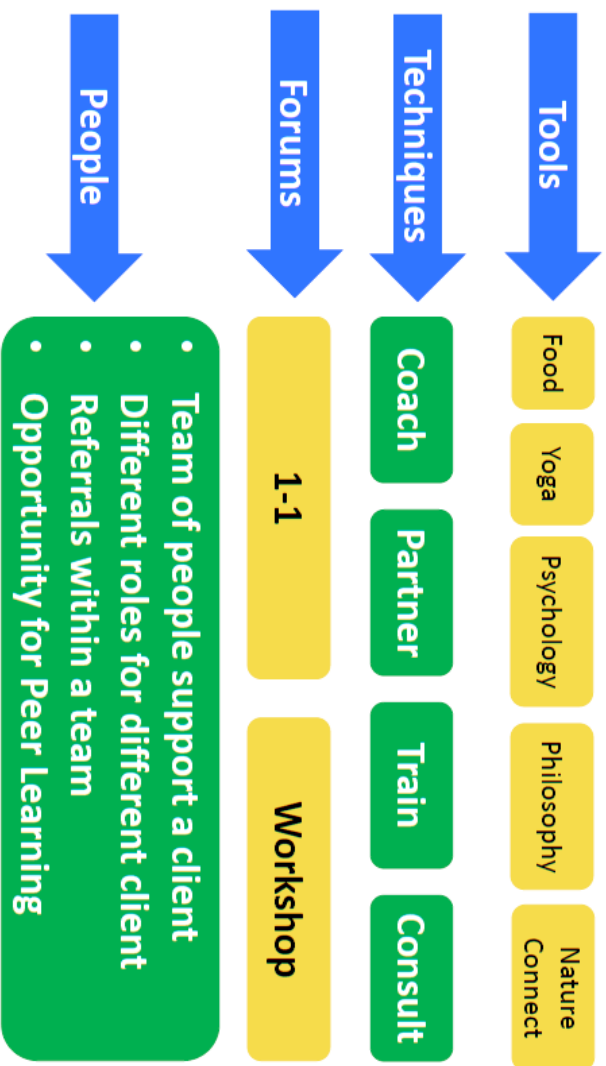 Tools
Food
Yoga
Psychology
Philosophy
Nature
Connect
Techniques
Coach
Partner
Train
Consult
Forums
1-1
Workshop
People
• Team of people support a client
• Different roles for different client
• Referrals within a team
• Opportunity for Peer Learning